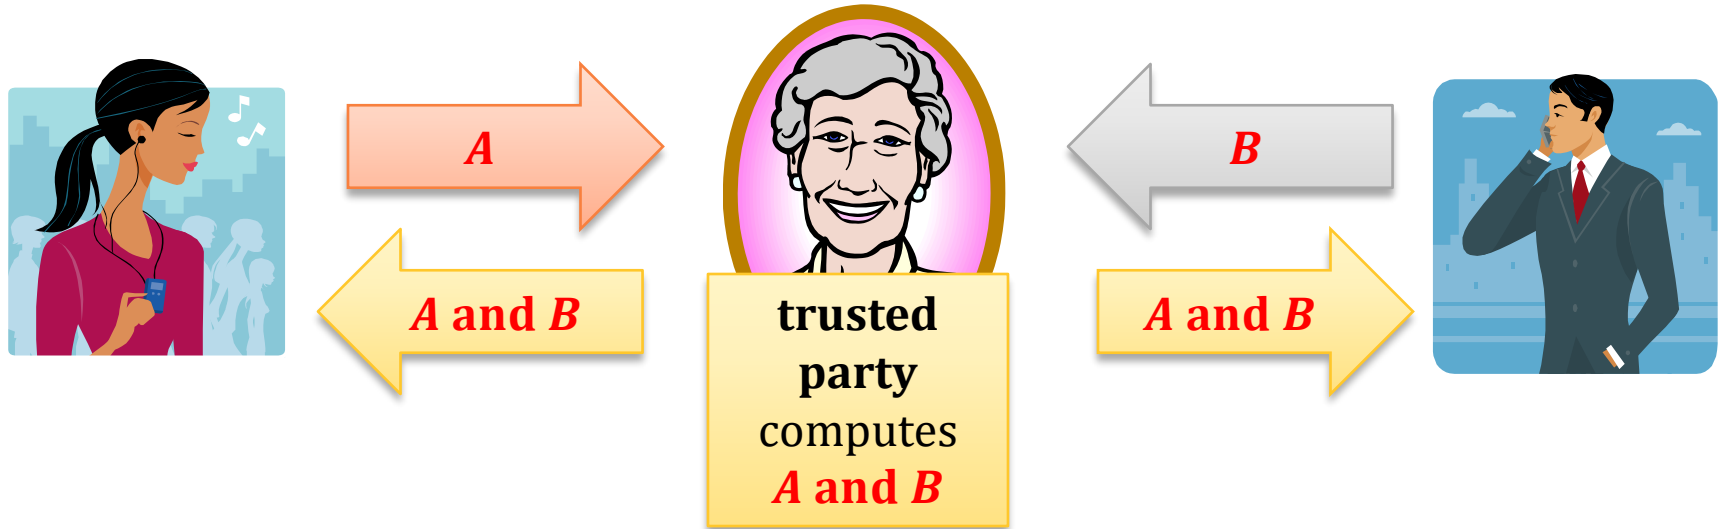 A
B
A and B
trusted
party
computes
A and B
A and B